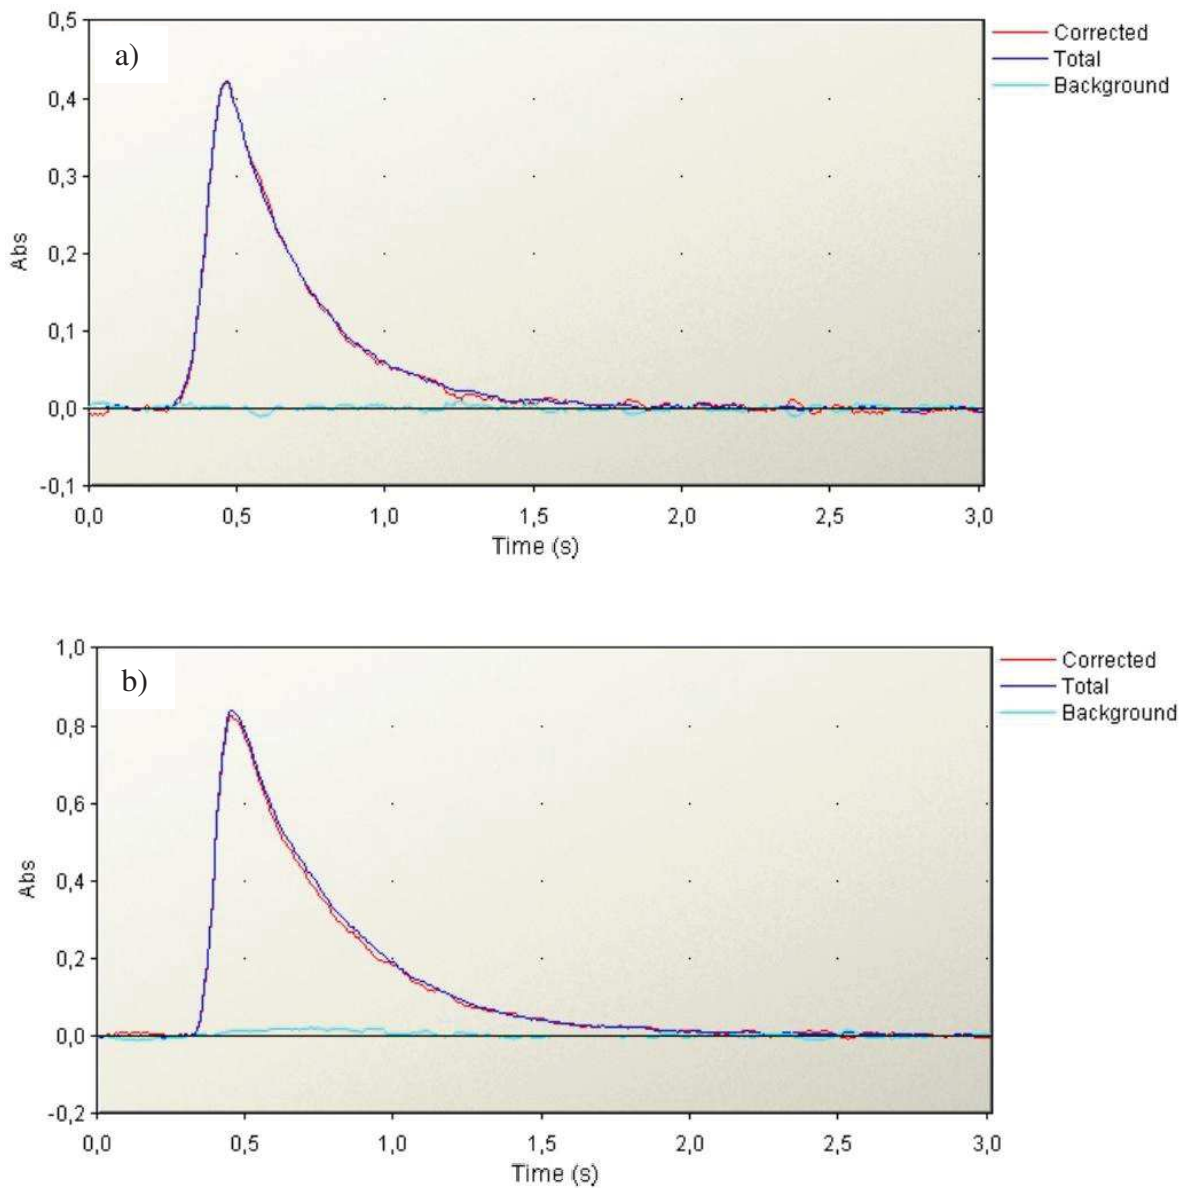 0,5
a)
Corrected
Total
Background
0,4
0,3
Abs
0,2
0,1
0,0
-0,1
0,0 0,5 1,0 1,5 2,0 2,5 3,0
Time (s)
1,0
b)
Corrected
Total
Background
0,8
0,6
Abs
0,4
0,2
0,0
-0,2
0,0 0,5 1,0 1,5 2,0 2,5 3,0
Time (s)